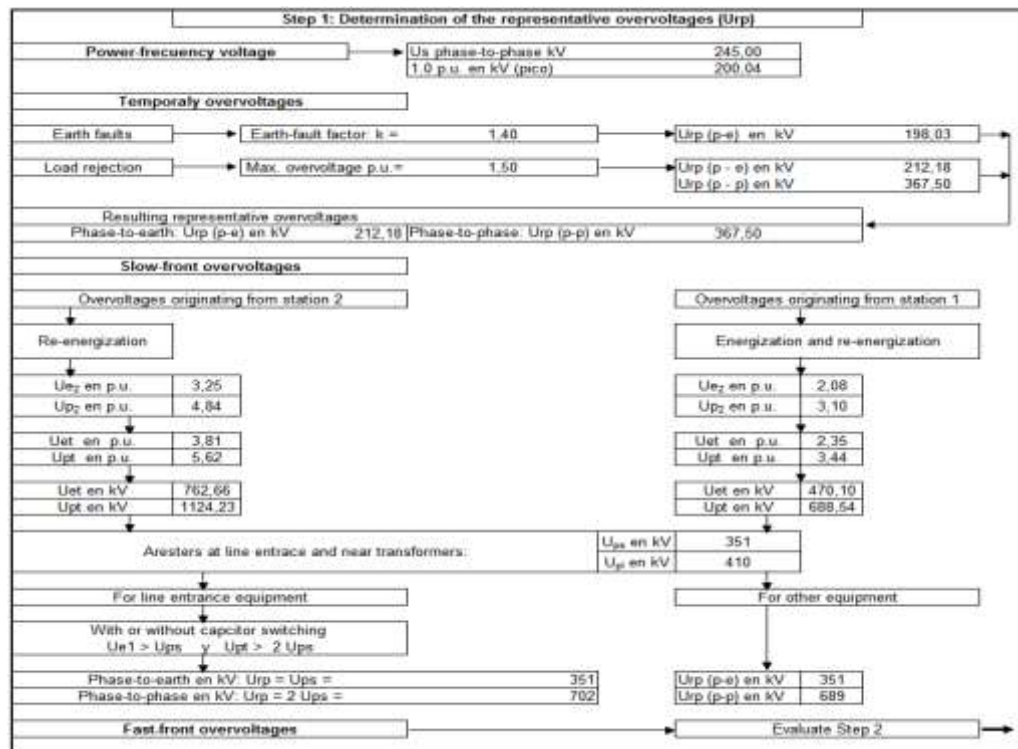 Step 1: Determination of the representative overvoltages (Urp)
Power-frecuency voltage
Us phase-to-phase kV 245,00
1.0 p.u. en kV (pico) 200,04
Temporaly overvoltages
Earth faults Earth-fault factor: k = 1,40 Urp (p-e) en kV 198,03
Load rejection Max. overvoltage p.u.= 1,50 Urp (p - e) en kV 212,18
Urp (p - p) en kV 367,50
Resulting representative overvoltages
Phase-to-earth: Urp (p-e) en kV 212,18 Phase-to-phase: Urp (p-p) en kV 367,50
Slow-front overvoltages
Overvoltages originating from station 2 Overvoltages originating from station 1
Re-energization Energization and re-energization
Ue₂ en p.u. 3,25 Ue₂ en p.u. 2,08
Up₂ en p.u. 4,84 Up₂ en p.u. 3,10
Uet en p.u. 3,81 Uet en p.u. 2,35
Upt en p.u. 5,62 Upt en p.u 3,44
Uet en kV 762,66 Uet en kV 470,10
Upt en kV 1124,23 Upt en kV 688,54
Aresters at line entrace and near transformers: Ups en kV 351
Upl en kV 410
For line entrance equipment For other equipment
With or without capcitor switching
Ue1 > Ups y Upt > 2 Ups
Phase-to-earth en kV: Urp = Ups = 351 Urp (p-e) en kV 351
Phase-to-phase en kV: Urp = 2 Ups = 702 Urp (p-p) en kV 689
Fast-front overvoltages Evaluate Step 2